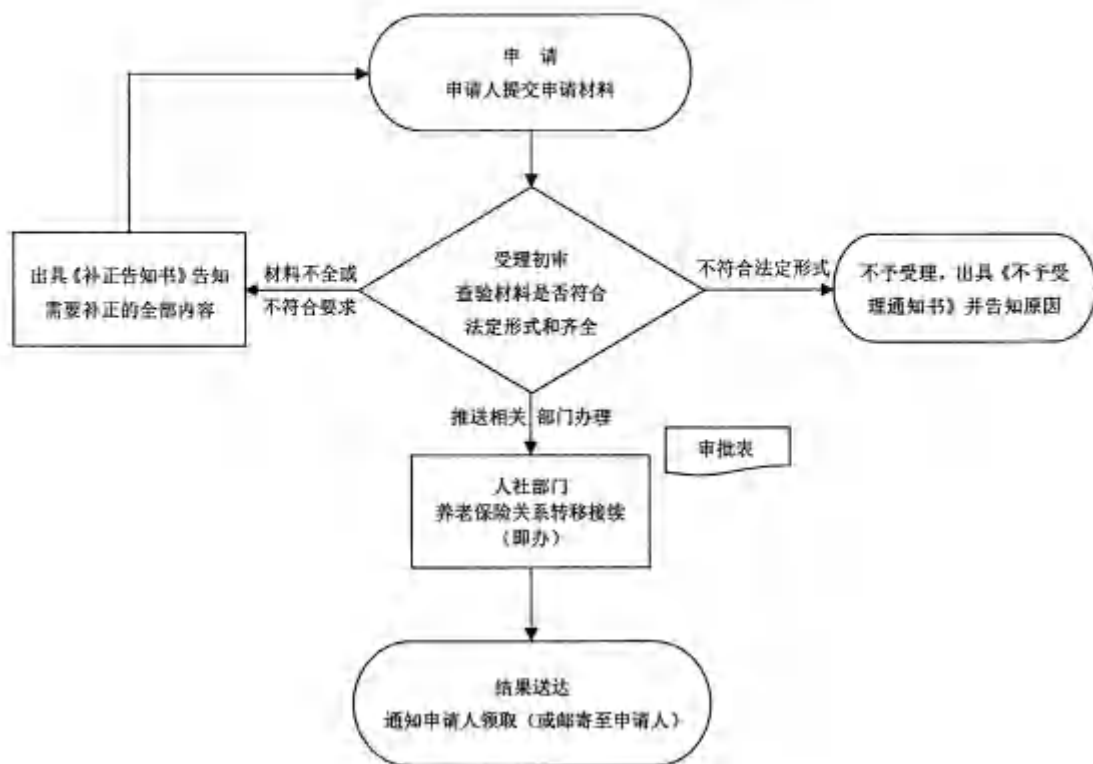 申 请
申请人提交申请材料
出具《补正告知书》告知
需要补正的全部内容
材料不全或
不符合要求
受理初审
查验材料是否符合
法定形式和齐全
不符合法定形式
不予受理，出具《不予受
理通知书》并告知原因
推送相关 部门办理
审批表
人社部门
养老保险关系转移接续
（即办）
结果送达
通知申请人领取（或邮寄至申请人）